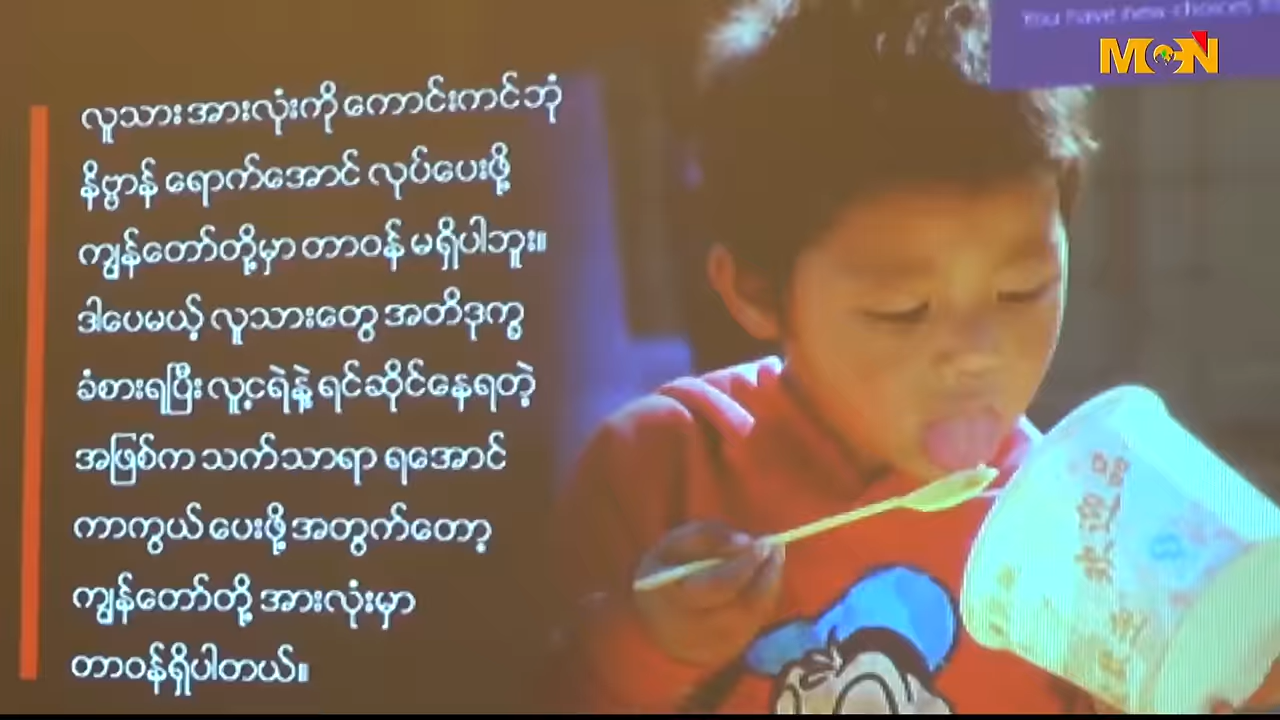 You have new choices
MCN
လူသား အားလုံးကို ကောင်းကင်ဘုံ
နိဗ္ဗာန် ရောက်အောင် လုပ်ပေးဖို့
ကျွန်တော်တို့မှာ တာဝန် မရှိပါဘူး။
ဒါပေမယ့် လူသားတွေ အတိဒုက္ခ
ခံစားရပြီး လူ့ငရဲနဲ့ ရင်ဆိုင်နေရတဲ့
အဖြစ်က သက်သာရာ ရအောင်
ကာကွယ် ပေးဖို့ အတွက်တော့
ကျွန်တော်တို့ အားလုံးမှာ
တာဝန်ရှိပါတယ်။